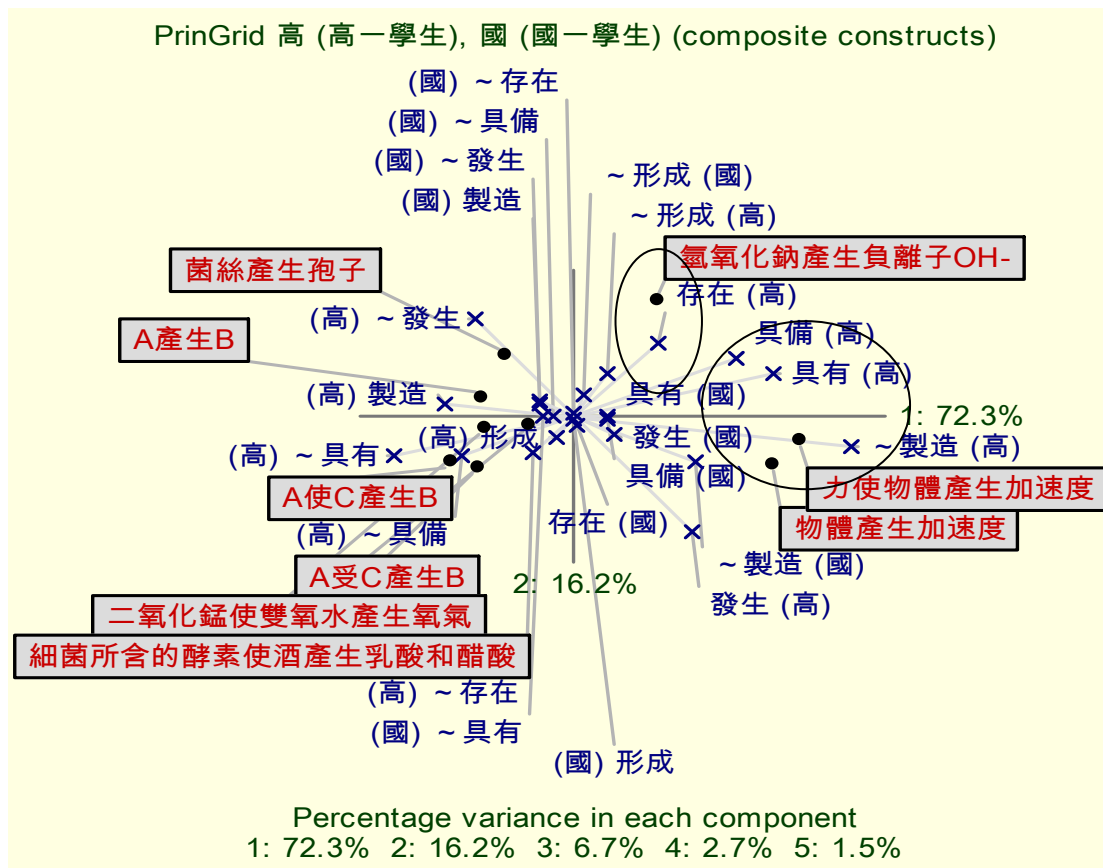 PrinGrid 高 (高一學生), 國 (國一學生) (composite constructs)
(國) ~存在
(國) ~具備
(國) ~發生
(國) 製造
~形成 (國)
~形成 (高)
氫氧化鈉產生負離子OH-
菌絲產生孢子
存在 (高)
(高) ~發生
具備 (高)
A產生B
具有 (高)
(高) 製造
具有 (國)
1: 72.3%
(高) 形成
發生 (國)
~製造 (高)
(高) ~具有
具備 (國)
力使物體產生加速度
A使C產生B
存在 (國)
物體產生加速度
(高) ~具備
~製造 (國)
A受C產生B
2: 16.2%
發生 (高)
二氧化錳使雙氧水產生氧氣
細菌所含的酵素使酒產生乳酸和醋酸
(高) ~存在
(國) ~具有
(國) 形成
Percentage variance in each component
1: 72.3% 2: 16.2% 3: 6.7% 4: 2.7% 5: 1.5%